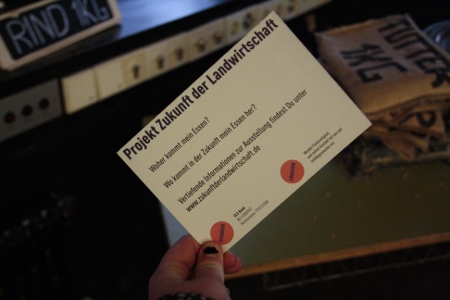 RIND 1KG
FUTTER
1KG
Projekt Zukunft der Landwirtschaft
Woher kommt mein Essen?
Wo kommt in der Zukunft mein Essen her?
Vertiefende Informationen zur Ausstellung findest Du unter
www.zukunftderlandwirtschaft.de